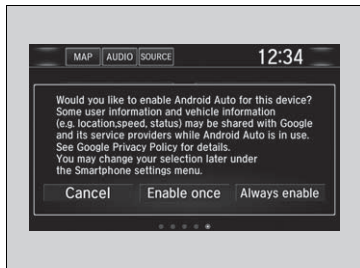 MAP AUDIO SOURCE 12:34
Would you like to enable Android Auto for this device?
Some user information and vehicle information
(e.g. location,speed, status) may be shared with Google
and its service providers while Android Auto is in use.
See Google Privacy Policy for details.
You may change your selection later under
the Smartphone settings menu.
Cancel Enable once Always enable